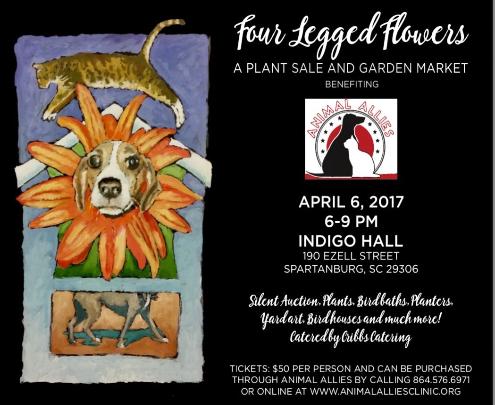 Four Legged Flowers
A PLANT SALE AND GARDEN MARKET
BENEFITING
ANIMAL ALLIES
APRIL 6, 2017
6-9 PM
INDIGO HALL
190 EZELL STREET
SPARTANBURG, SC 29306
Silent Auction, Plants, Birdbaths, Planters,
Yard art, Birdhouses and much more!
Catered by Cribbs Catering
TICKETS: $50 PER PERSON AND CAN BE PURCHASED
THROUGH ANIMAL ALLIES BY CALLING 864.576.6971
OR ONLINE AT WWW.ANIMALALLIESCLINIC.ORG